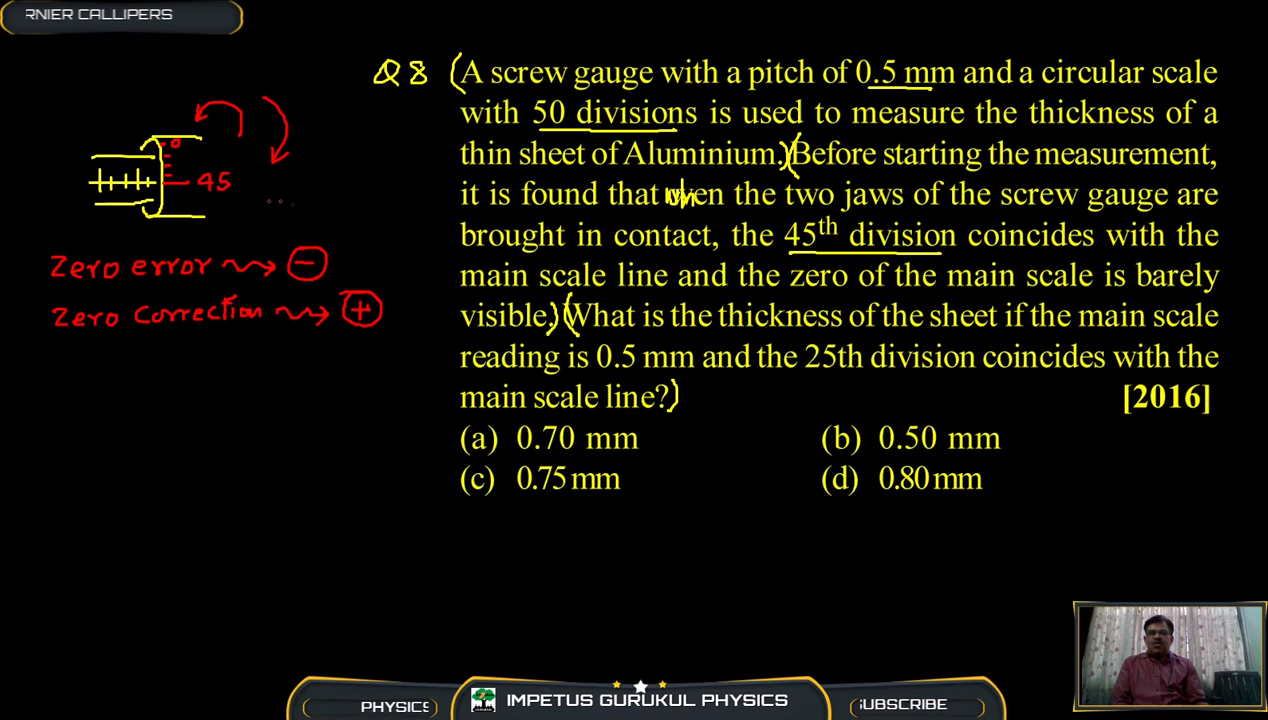 RNIER CALLIPERS
Q8 (A screw gauge with a pitch of 0.5 mm and a circular scale
with 50 divisions is used to measure the thickness of a
thin sheet of Aluminium.)(Before starting the measurement,
it is found that when the two jaws of the screw gauge are
brought in contact, the 45th division coincides with the
main scale line and the zero of the main scale is barely
visible.)(What is the thickness of the sheet if the main scale
reading is 0.5 mm and the 25th division coincides with the
main scale line?) [2016]
(a) 0.70 mm (b) 0.50 mm
(c) 0.75 mm (d) 0.80 mm
0
45
Zero error ⊖
Zero correction ⊕
PHYSICS
IMPETUS GURUKUL PHYSICS
SUBSCRIBE